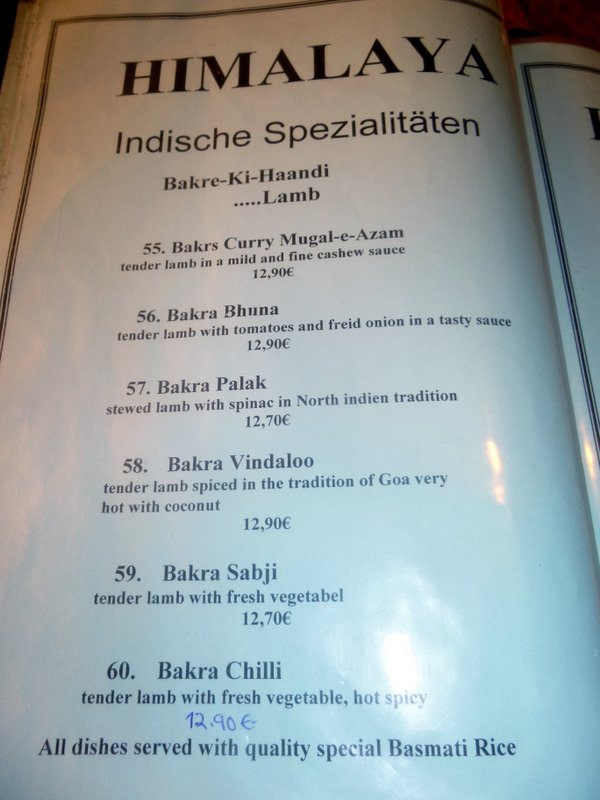 HIMALAYA
Indische Spezialitäten
Bakre-Ki-Haandi
.....Lamb
55. Bakrs Curry Mugal-e-Azam
tender lamb in a mild and fine cashew sauce
12,90€
56. Bakra Bhuna
tender lamb with tomatoes and freid onion in a tasty sauce
12,90€
57. Bakra Palak
stewed lamb with spinac in North indien tradition
12,70€
58. Bakra Vindaloo
tender lamb spiced in the tradition of Goa very
hot with coconut
12,90€
59. Bakra Sabji
tender lamb with fresh vegetabel
12,70€
60. Bakra Chilli
tender lamb with fresh vegetable, hot spicy
12.90€
All dishes served with quality special Basmati Rice